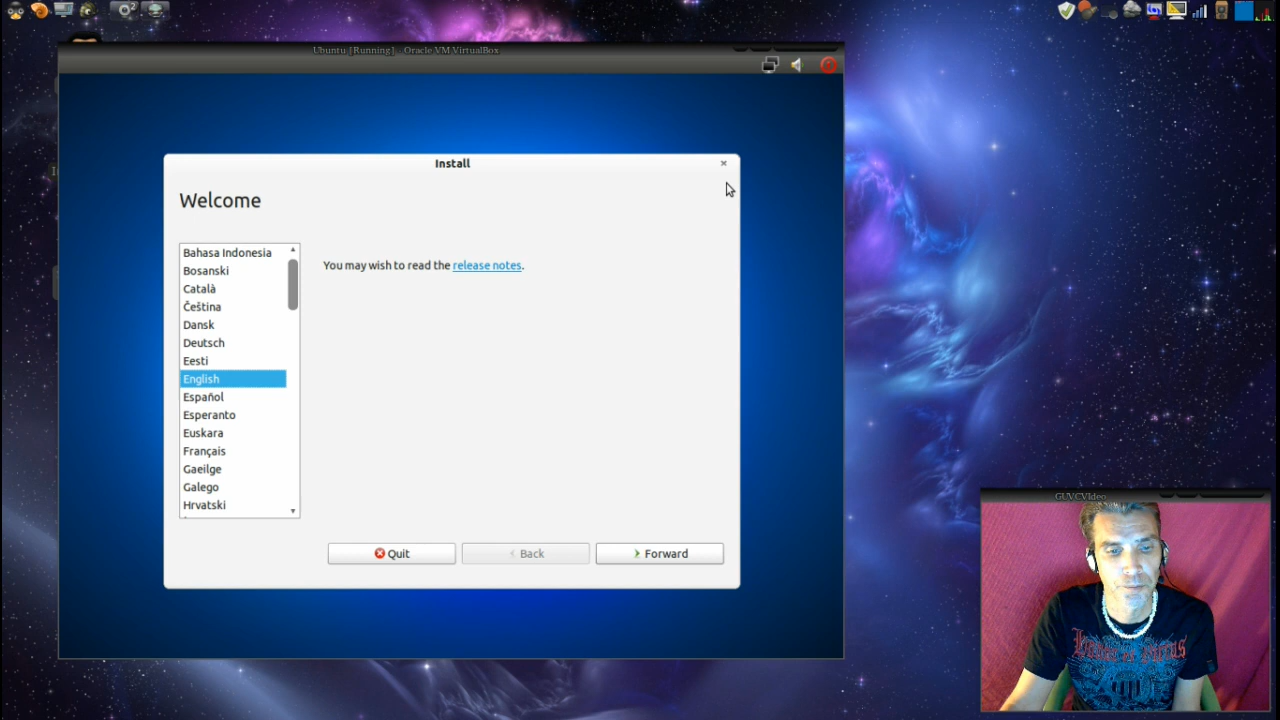 Ubuntu [Running] - Oracle VM VirtualBox
Install
Welcome
Bahasa Indonesia
Bosanski
Català
Čeština
Dansk
Deutsch
Eesti
English
Español
Esperanto
Euskara
Français
Gaeilge
Galego
Hrvatski
You may wish to read the release notes.
Quit
Back
Forward
GUVCVideo